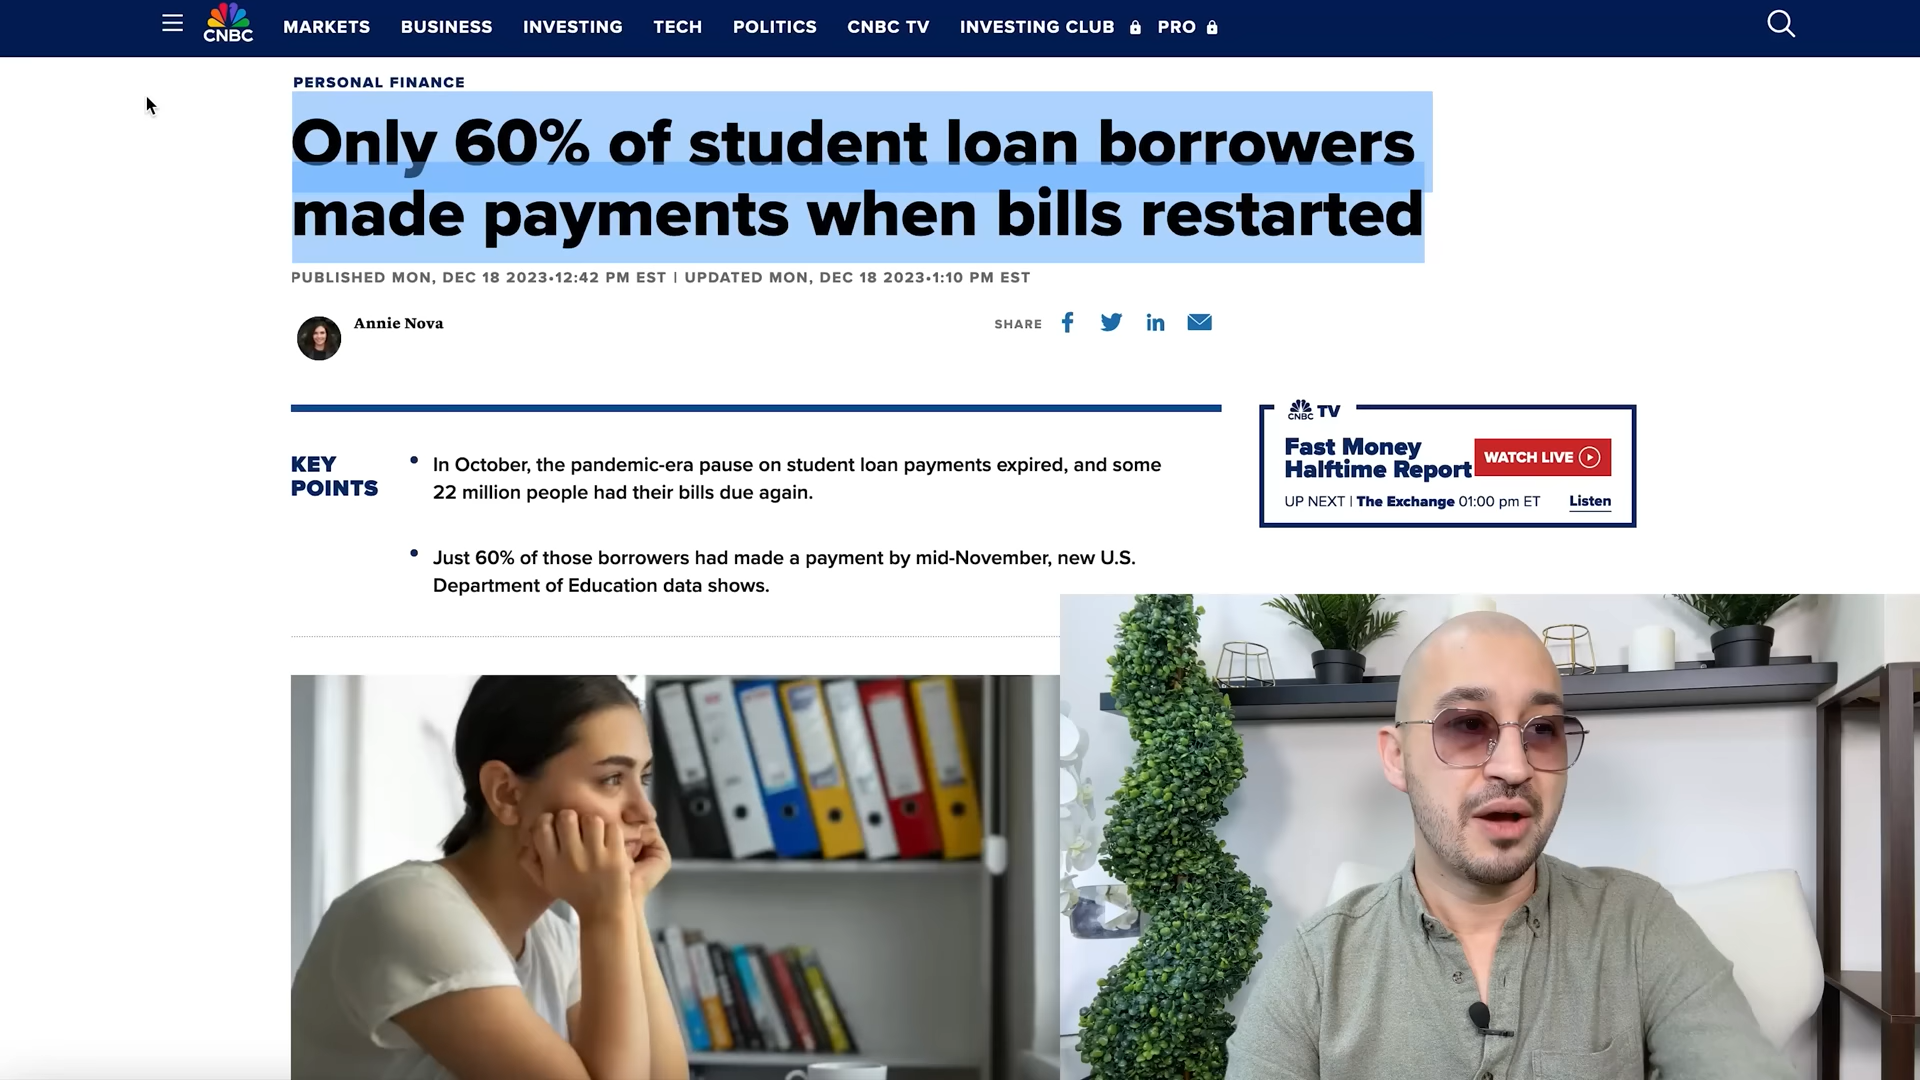 CNBC
MARKETS BUSINESS INVESTING TECH POLITICS CNBC TV INVESTING CLUB PRO
PERSONAL FINANCE
Only 60% of student loan borrowers
made payments when bills restarted
PUBLISHED MON, DEC 18 2023•12:42 PM EST | UPDATED MON, DEC 18 2023•1:10 PM EST
Annie Nova
SHARE
KEY
POINTS
In October, the pandemic-era pause on student loan payments expired, and some
22 million people had their bills due again.
Just 60% of those borrowers had made a payment by mid-November, new U.S.
Department of Education data shows.
CNBC TV
Fast Money
Halftime Report
WATCH LIVE
UP NEXT | The Exchange 01:00 pm ET
Listen